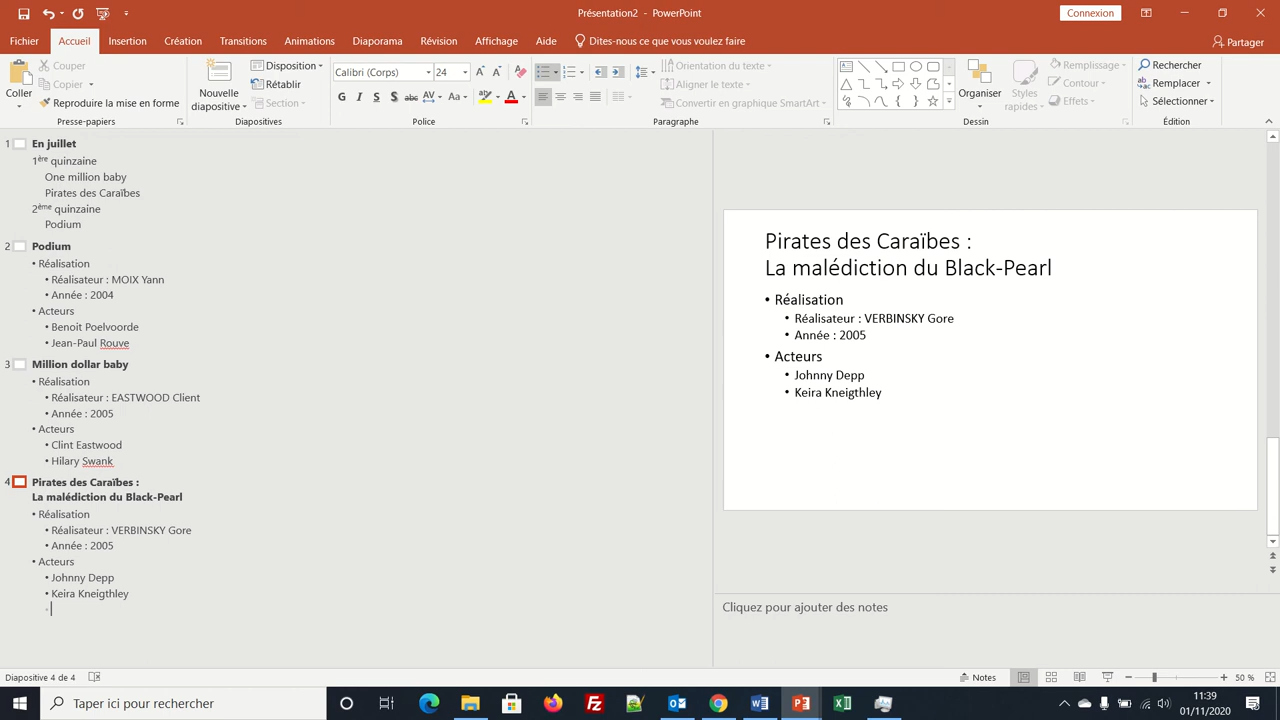 Présentation2 - PowerPoint
Connexion
Fichier Accueil Insertion Création Transitions Animations Diaporama Révision Affichage Aide Dites-nous ce que vous voulez faire Partager
Coller
Couper
Copier
Reproduire la mise en forme
Presse-papiers
Nouvelle diapositive
Disposition
Rétablir
Section
Diapositives
Calibri (Corps) 24
G I S S abc AV Aa A
Police
Orientation du texte
Aligner le texte
Convertir en graphique SmartArt
Paragraphe
Organiser
Styles rapides
Remplissage
Contour
Effets
Dessin
Rechercher
Remplacer
Sélectionner
Édition
1 En juillet
1ère quinzaine
One million baby
Pirates des Caraïbes
2ème quinzaine
Podium
2 Podium
• Réalisation
• Réalisateur : MOIX Yann
• Année : 2004
• Acteurs
• Benoit Poelvoorde
• Jean-Paul Rouve
3 Million dollar baby
• Réalisation
• Réalisateur : EASTWOOD Client
• Année : 2005
• Acteurs
• Clint Eastwood
• Hilary Swank
4 Pirates des Caraïbes :
La malédiction du Black-Pearl
• Réalisation
• Réalisateur : VERBINSKY Gore
• Année : 2005
• Acteurs
• Johnny Depp
• Keira Kneigthley
Pirates des Caraïbes :
La malédiction du Black-Pearl
• Réalisation
• Réalisateur : VERBINSKY Gore
• Année : 2005
• Acteurs
• Johnny Depp
• Keira Kneigthley
Cliquez pour ajouter des notes
Diapositive 4 de 4
Notes
50 %
Taper ici pour rechercher
11:39
01/11/2020